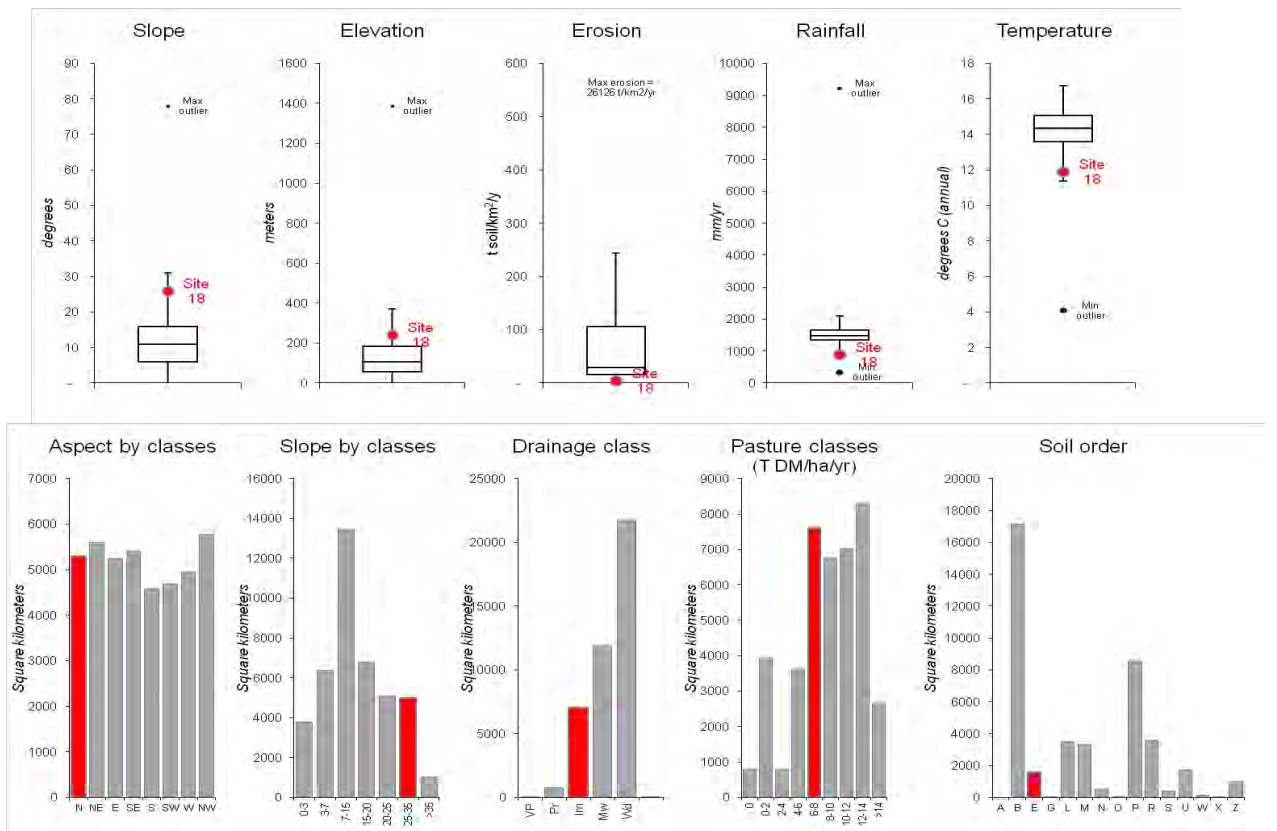 Slope
Elevation
Erosion
Rainfall
Temperature
degrees
90
80
70
60
50
40
30
20
10
-
Max
outlier
Site
18
meters
1600
1400
1200
1000
800
600
400
200
0
Max
outlier
Site
18
t soil/km²/y
600
500
400
300
200
100
-
Max erosion =
26126 t/km2/yr
Site
18
mm/yr
10000
9000
8000
7000
6000
5000
4000
3000
2000
1000
0
Max
outlier
Site
18
Min
outlier
degrees C (annual)
18
16
14
12
10
8
6
4
2
-
Site
18
Min
outlier
Aspect by classes
Slope by classes
Drainage class
Pasture classes
(T DM/ha/yr)
Soil order
Square kilometers
7000
6000
5000
4000
3000
2000
1000
0
N NE E SE S SW W NW
Square kilometers
16000
14000
12000
10000
8000
6000
4000
2000
0
0-3 3-7 7-15 15-20 20-25 25-35 >35
Square kilometers
25000
20000
15000
10000
5000
0
VP Pr Im Mw Wd
Square kilometers
9000
8000
7000
6000
5000
4000
3000
2000
1000
0
0 0-2 2-4 4-6 6-8 8-10 10-12 12-14 >14
Square kilometers
20000
18000
16000
14000
12000
10000
8000
6000
4000
2000
0
A B E G L M N O P R S U W X Z